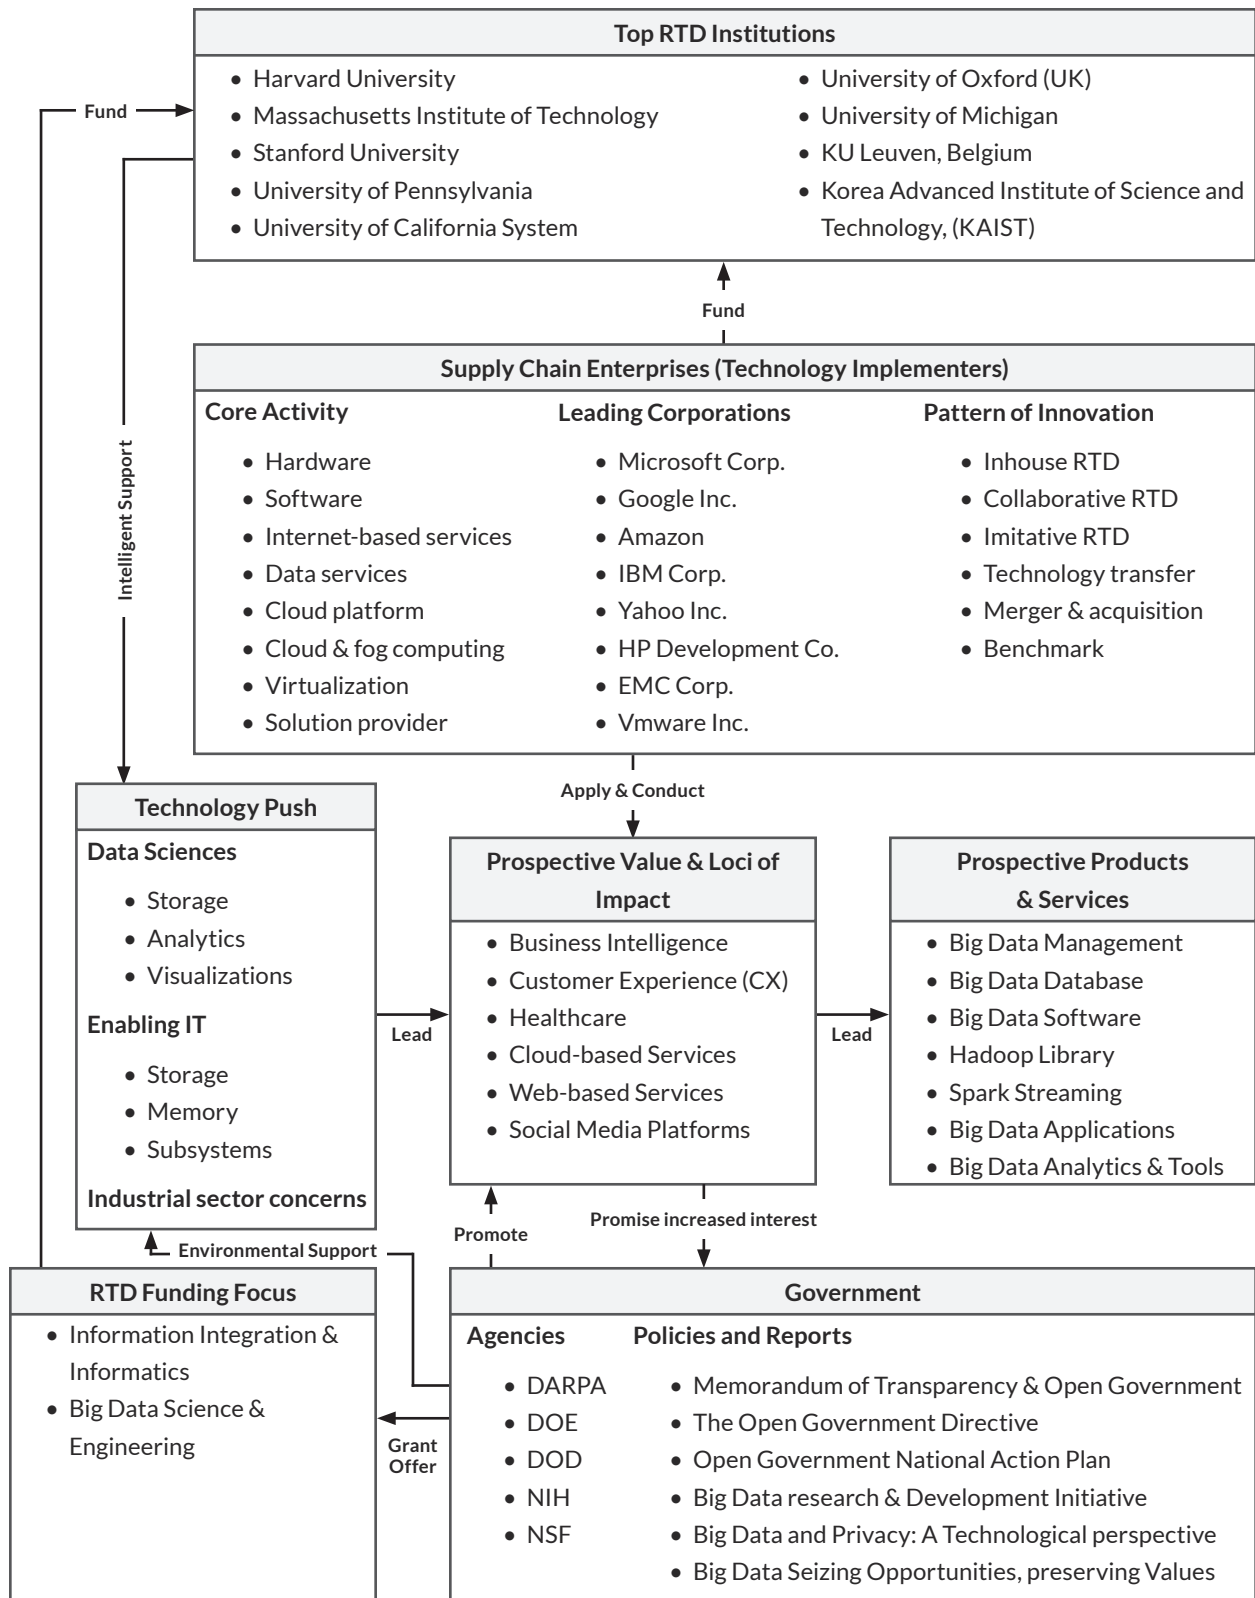 Top RTD Institutions
• Harvard University
• Massachusetts Institute of Technology
• Stanford University
• University of Pennsylvania
• University of California System
• University of Oxford (UK)
• University of Michigan
• KU Leuven, Belgium
• Korea Advanced Institute of Science and
Technology, (KAIST)
Fund
Fund
Intelligent Support
Supply Chain Enterprises (Technology Implementers)
Core Activity
• Hardware
• Software
• Internet-based services
• Data services
• Cloud platform
• Cloud & fog computing
• Virtualization
• Solution provider
Leading Corporations
• Microsoft Corp.
• Google Inc.
• Amazon
• IBM Corp.
• Yahoo Inc.
• HP Development Co.
• EMC Corp.
• Vmware Inc.
Pattern of Innovation
• Inhouse RTD
• Collaborative RTD
• Imitative RTD
• Technology transfer
• Merger & acquisition
• Benchmark
Apply & Conduct
Technology Push
Data Sciences
• Storage
• Analytics
• Visualizations
Enabling IT
• Storage
• Memory
• Subsystems
Industrial sector concerns
Lead
Prospective Value & Loci of
Impact
• Business Intelligence
• Customer Experience (CX)
• Healthcare
• Cloud-based Services
• Web-based Services
• Social Media Platforms
Lead
Prospective Products
& Services
• Big Data Management
• Big Data Database
• Big Data Software
• Hadoop Library
• Spark Streaming
• Big Data Applications
• Big Data Analytics & Tools
Environmental Support
Promote
Promise increased interest
RTD Funding Focus
• Information Integration &
Informatics
• Big Data Science &
Engineering
Grant
Offer
Government
Agencies
• DARPA
• DOE
• DOD
• NIH
• NSF
Policies and Reports
• Memorandum of Transparency & Open Government
• The Open Government Directive
• Open Government National Action Plan
• Big Data research & Development Initiative
• Big Data and Privacy: A Technological perspective
• Big Data Seizing Opportunities, preserving Values